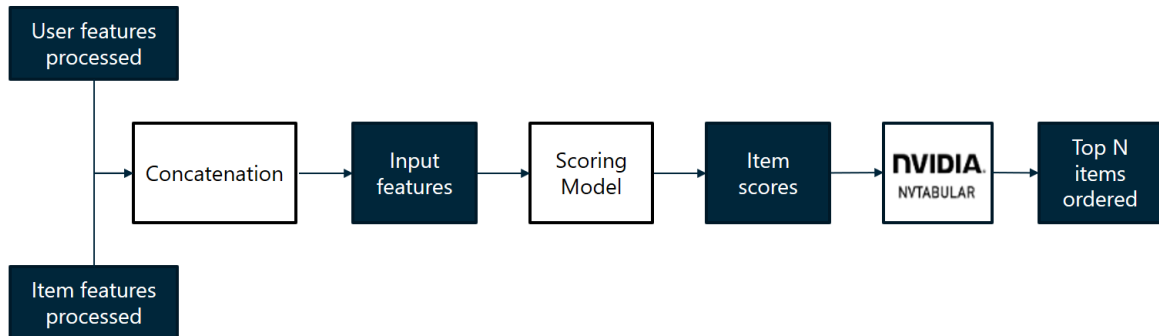 User features
processed
Concatenation
Input
features
Scoring
Model
Item
scores
NVIDIA.
NVTABULAR
Top N
items
ordered
Item features
processed